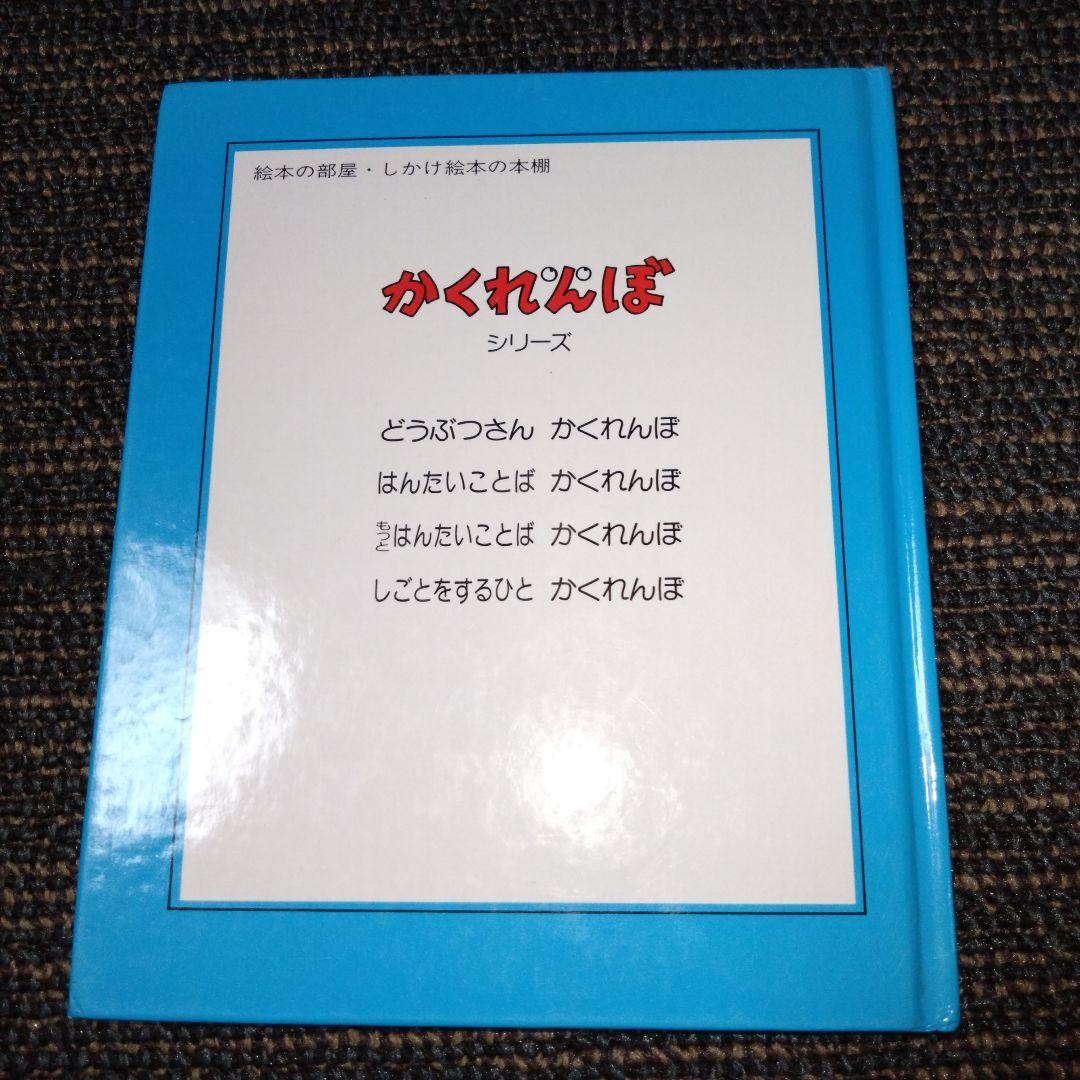 絵本の部屋・しかけ絵本の本棚
かくれんぼ
シリーズ
どうぶつさん かくれんぼ
はんたいことば かくれんぼ
もっとはんたいことば かくれんぼ
しごとをするひと かくれんぼ